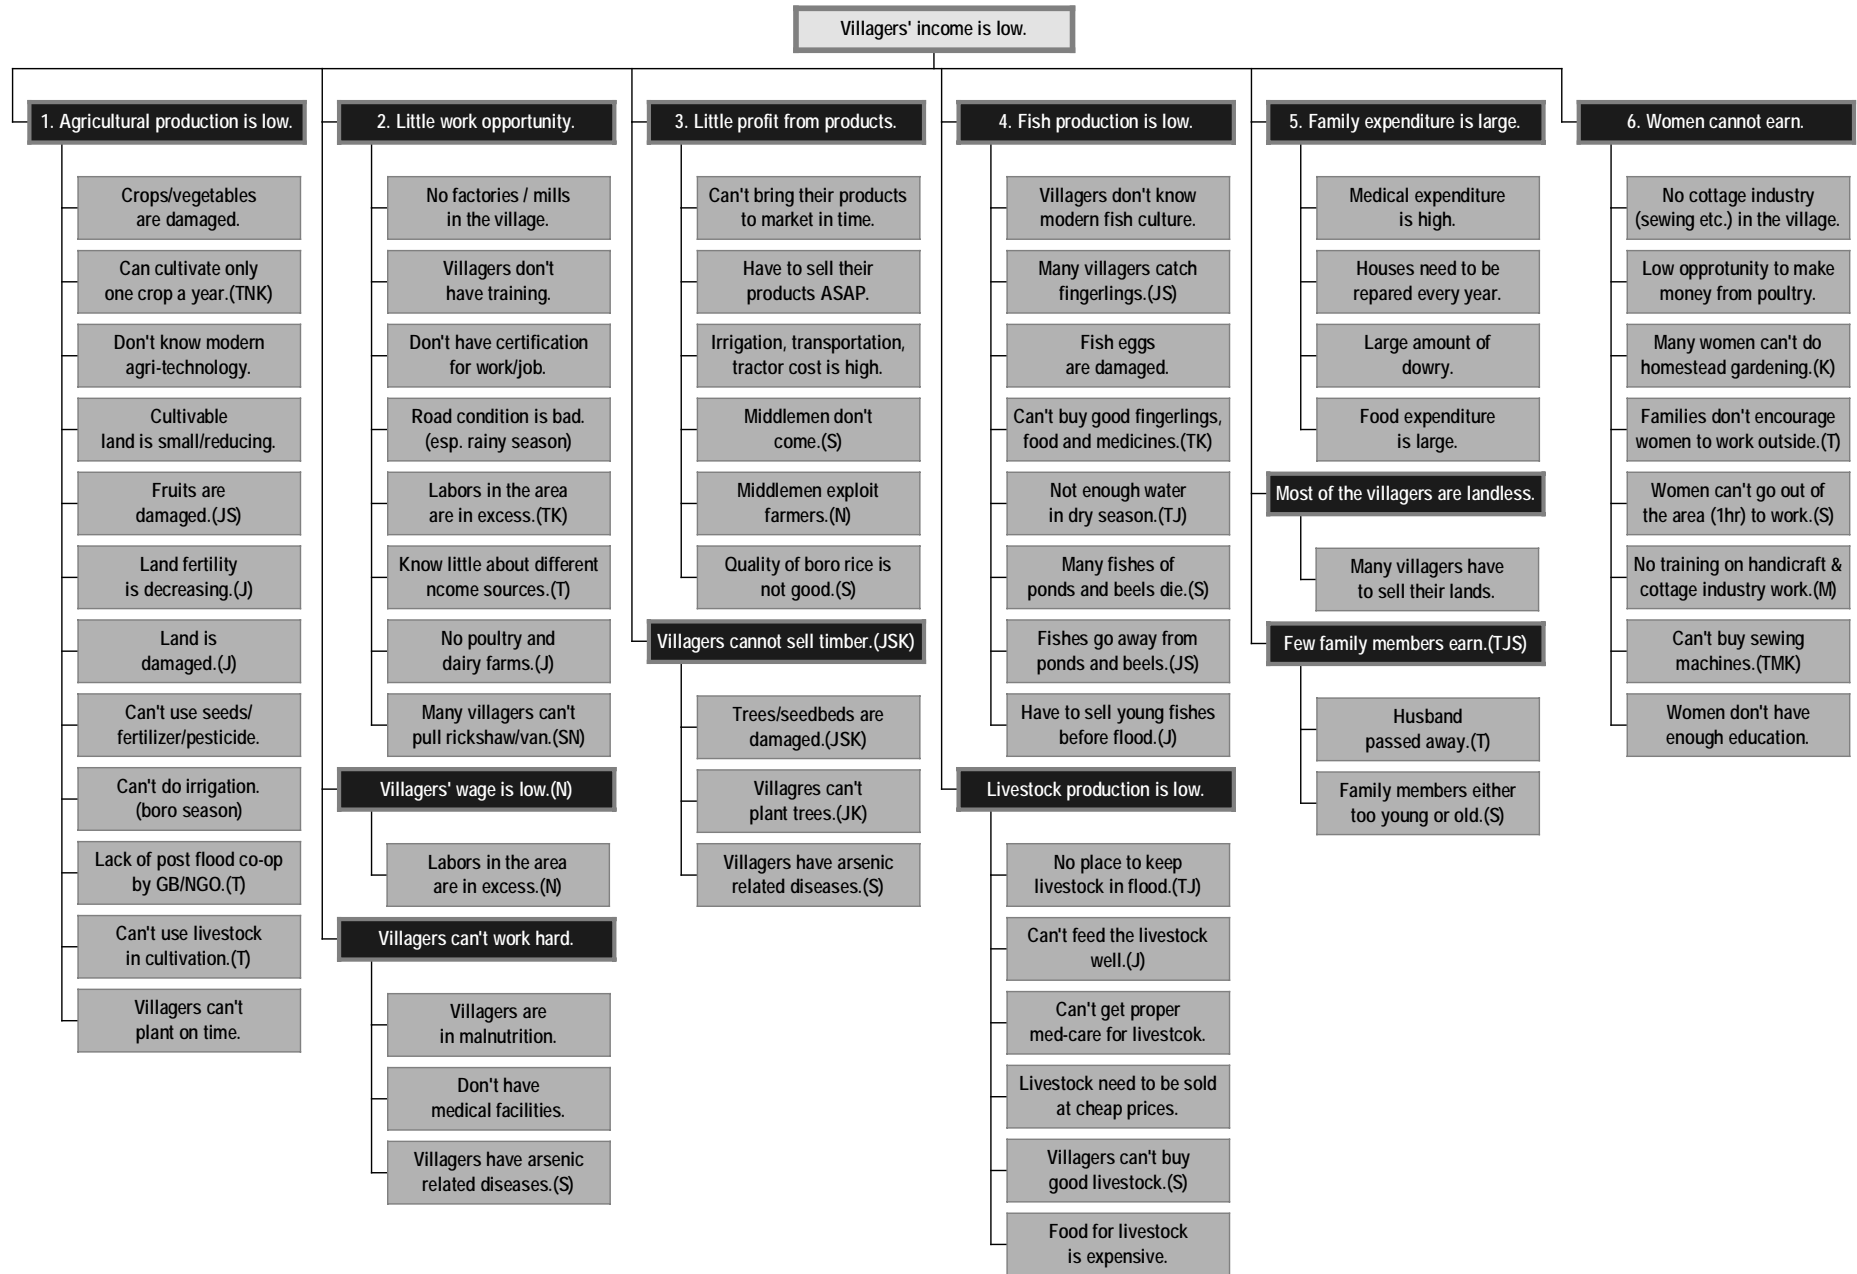 Villagers' income is low.
1. Agricultural production is low.
Crops/vegetables
are damaged.
Can cultivate only
one crop a year.(TNK)
Don't know modern
agri-technology.
Cultivable
land is small/reducing.
Fruits are
damaged.(JS)
Land fertility
is decreasing.(J)
Land is
damaged.(J)
Can't use seeds/
fertilizer/pesticide.
Can't do irrigation.
(boro season)
Lack of post flood co-op
by GB/NGO.(T)
Can't use livestock
in cultivation.(T)
Villagers can't
plant on time.
2. Little work opportunity.
No factories / mills
in the village.
Villagers don't
have training.
Don't have certification
for work/job.
Road condition is bad.
(esp. rainy season)
Labors in the area
are in excess.(TK)
Know little about different
ncome sources.(T)
No poultry and
dairy farms.(J)
Many villagers can't
pull rickshaw/van.(SN)
Villagers' wage is low.(N)
Labors in the area
are in excess.(N)
Villagers can't work hard.
Villagers are
in malnutrition.
Don't have
medical facilities.
Villagers have arsenic
related diseases.(S)
3. Little profit from products.
Can't bring their products
to market in time.
Have to sell their
products ASAP.
Irrigation, transportation,
tractor cost is high.
Middlemen don't
come.(S)
Middlemen exploit
farmers.(N)
Quality of boro rice is
not good.(S)
Villagers cannot sell timber.(JSK)
Trees/seedbeds are
damaged.(JSK)
Villagres can't
plant trees.(JK)
Villagers have arsenic
related diseases.(S)
4. Fish production is low.
Villagers don't know
modern fish culture.
Many villagers catch
fingerlings.(JS)
Fish eggs
are damaged.
Can't buy good fingerlings,
food and medicines.(TK)
Not enough water
in dry season.(TJ)
Many fishes of
ponds and beels die.(S)
Fishes go away from
ponds and beels.(JS)
Have to sell young fishes
before flood.(J)
Livestock production is low.
No place to keep
livestock in flood.(TJ)
Can't feed the livestock
well.(J)
Can't get proper
med-care for livestcok.
Livestock need to be sold
at cheap prices.
Villagers can't buy
good livestock.(S)
Food for livestock
is expensive.
5. Family expenditure is large.
Medical expenditure
is high.
Houses need to be
repared every year.
Large amount of
dowry.
Food expenditure
is large.
Most of the villagers are landless.
Many villagers have
to sell their lands.
Few family members earn.(TJS)
Husband
passed away.(T)
Family members either
too young or old.(S)
6. Women cannot earn.
No cottage industry
(sewing etc.) in the village.
Low opprotunity to make
money from poultry.
Many women can't do
homestead gardening.(K)
Families don't encourage
women to work outside.(T)
Women can't go out of
the area (1hr) to work.(S)
No training on handicraft &
cottage industry work.(M)
Can't buy sewing
machines.(TMK)
Women don't have
enough education.